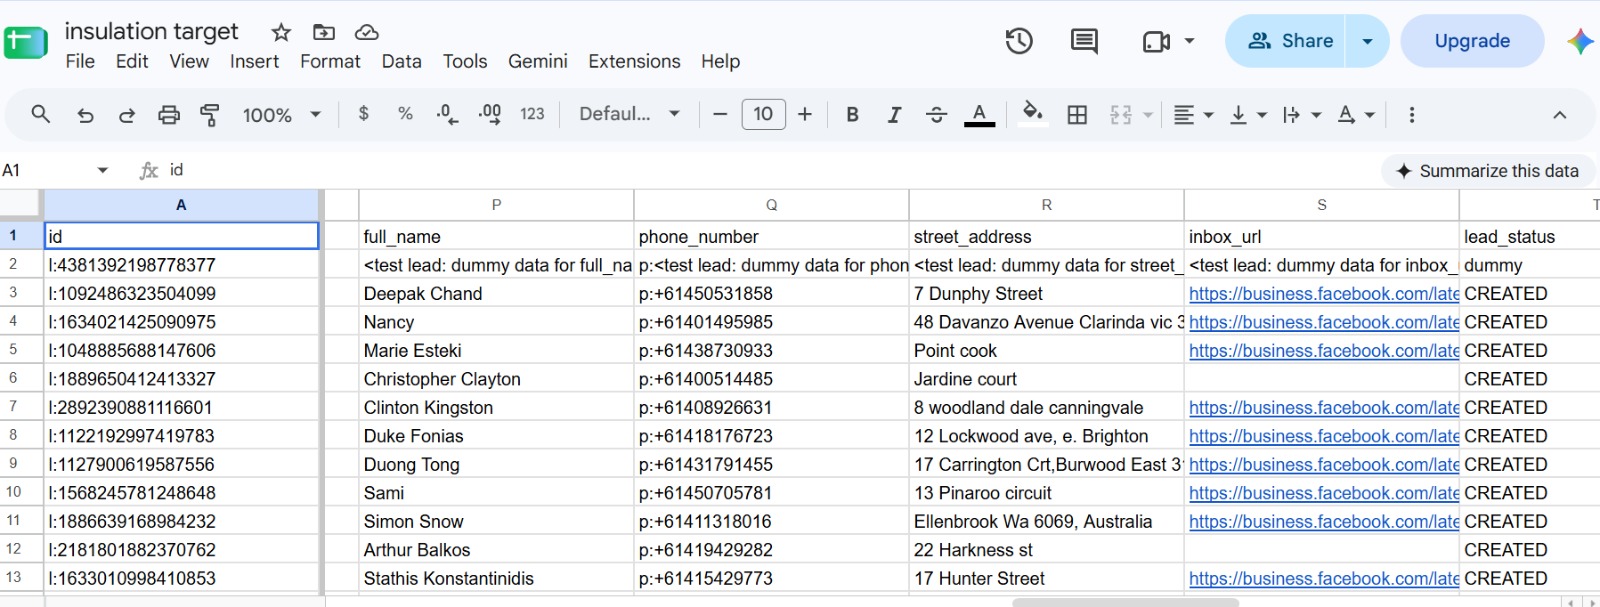 insulation target
File Edit View Insert Format Data Tools Gemini Extensions Help
Share
Upgrade
100% $ % .0 .00 123 Defaul... 10 B I A A
A1 fx id Summarize this data
A P Q R S T
1 id full_name phone_number street_address inbox_url lead_status
2 l:4381392198778377 <test lead: dummy data for full_na p:<test lead: dummy data for phon <test lead: dummy data for street_ <test lead: dummy data for inbox_ dummy
3 l:1092486323504099 Deepak Chand p:+61450531858 7 Dunphy Street https://business.facebook.com/late CREATED
4 l:1634021425090975 Nancy p:+61401495985 48 Davanzo Avenue Clarinda vic 3 https://business.facebook.com/late CREATED
5 l:1048885688147606 Marie Esteki p:+61438730933 Point cook https://business.facebook.com/late CREATED
6 l:1889650412413327 Christopher Clayton p:+61400514485 Jardine court CREATED
7 l:2892390881116601 Clinton Kingston p:+61408926631 8 woodland dale canningvale https://business.facebook.com/late CREATED
8 l:1122192997419783 Duke Fonias p:+61418176723 12 Lockwood ave, e. Brighton https://business.facebook.com/late CREATED
9 l:1127900619587556 Duong Tong p:+61431791455 17 Carrington Crt,Burwood East 31 https://business.facebook.com/late CREATED
10 l:1568245781248648 Sami p:+61450705781 13 Pinaroo circuit https://business.facebook.com/late CREATED
11 l:1886639168984232 Simon Snow p:+61411318016 Ellenbrook Wa 6069, Australia https://business.facebook.com/late CREATED
12 l:2181801882370762 Arthur Balkos p:+61419429282 22 Harkness st CREATED
13 l:1633010998410853 Stathis Konstantinidis p:+61415429773 17 Hunter Street https://business.facebook.com/late CREATED